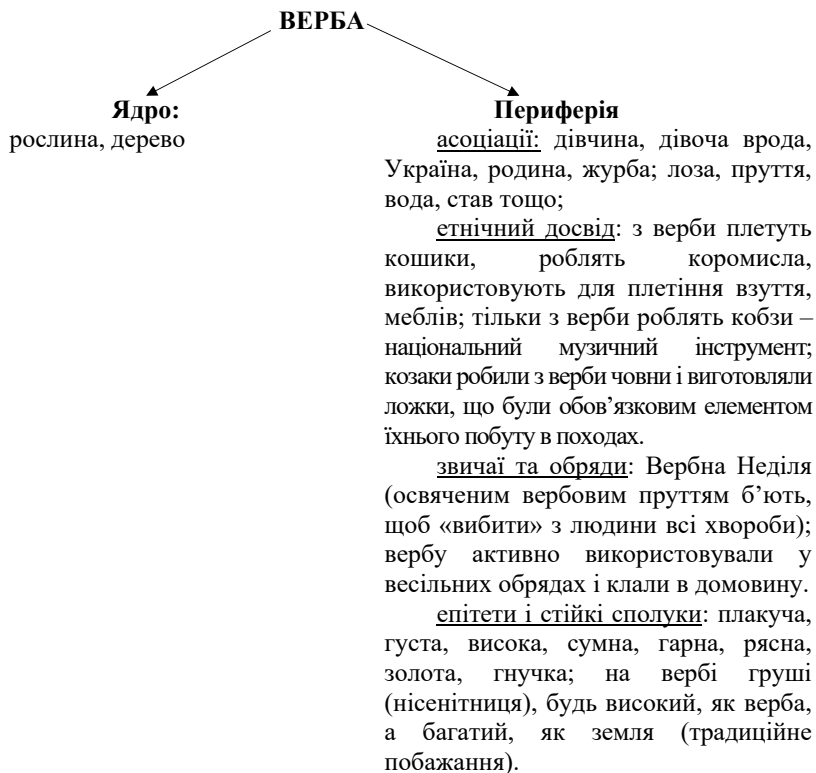 ВЕРБА
Ядро:
рослина, дерево
Периферія
асоціації: дівчина, дівоча врода,
Україна, родина, журба; лоза, пруття,
вода, став тощо;
етнічний досвід: з верби плетуть
кошики, роблять коромисла,
використовують для плетіння взуття,
меблів; тільки з верби роблять кобзи –
національний музичний інструмент;
козаки робили з верби човни і виготовляли
ложки, що були обов’язковим елементом
їхнього побуту в походах.
звичаї та обряди: Вербна Неділя
(освяченим вербовим пруттям б’ють,
щоб «вибити» з людини всі хвороби);
вербу активно використовували у
весільних обрядах і клали в домовину.
епітети і стійкі сполуки: плакуча,
густа, висока, сумна, гарна, рясна,
золота, гнучка; на вербі груші
(нісенітниця), будь високий, як верба,
а багатий, як земля (традиційне
побажання).